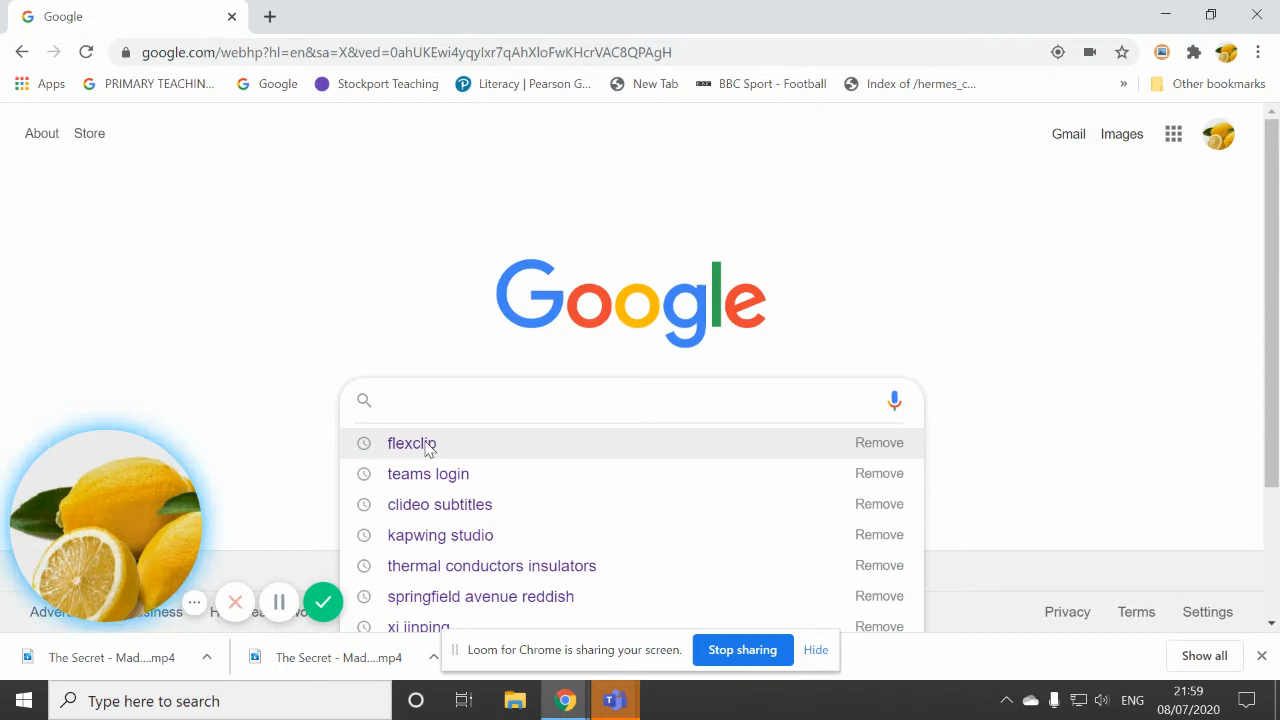 Google
google.com/webhp?hl=en&sa=X&ved=0ahUKEwi4yqylxr7qAhXloFwKHcrVAC8QPAgH
Apps PRIMARY TEACHIN... Google Stockport Teaching Literacy | Pearson G... New Tab BBC Sport - Football Index of /hermes_c... » Other bookmarks
About Store Gmail Images
Google
flexclip Remove
teams login Remove
clideo subtitles Remove
kapwing studio Remove
thermal conductors insulators Remove
springfield avenue reddish Remove
xi jinping Remove
Privacy Terms Settings
Loom for Chrome is sharing your screen. Stop sharing Hide
The Secret - Mad....mp4 The Secret - Mad....mp4 Show all
Type here to search ENG 21:59
08/07/2020